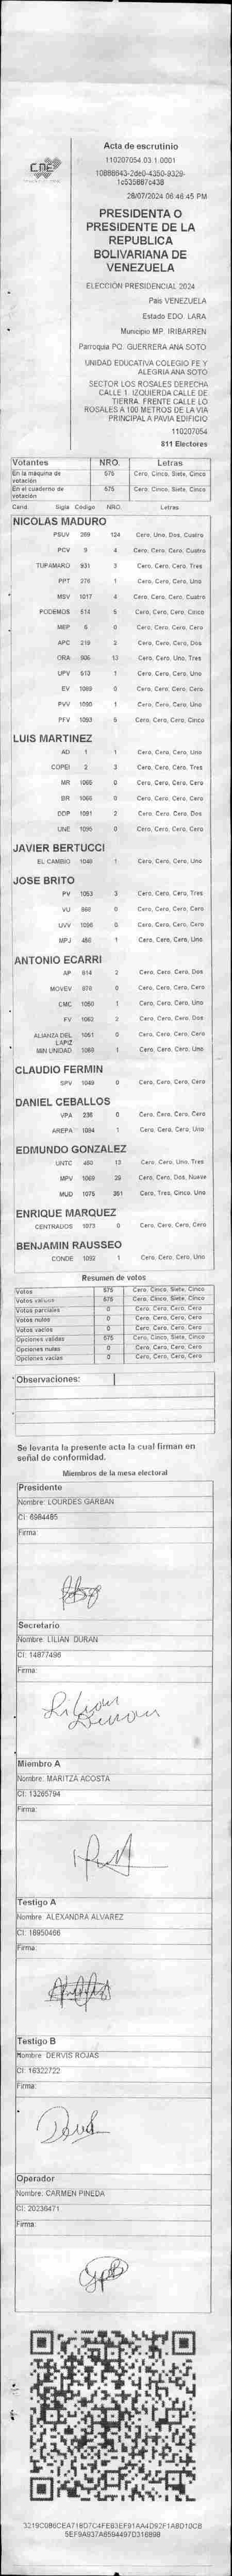 CNE
Acta de escrutinio
110207054.03.1.0001
28/07/2024 06:46:45 PM
PRESIDENTA O
PRESIDENTE DE LA
REPUBLICA
BOLIVARIANA DE
VENEZUELA
ELECCIÓN PRESIDENCIAL 2024
País VENEZUELA
Estado EDO. LARA
Municipio MP. IRIBARREN
Parroquia PQ. GUERRERA ANA SOTO
UNIDAD EDUCATIVA COLEGIO FE Y
ALEGRIA ANA SOTO
SECTOR LOS ROSALES DERECHA
CALLE 1. IZQUIERDA CALLE DE
TIERRA. FRENTE CALLE LO
ROSALES A 100 METROS DE LA VIA
PRINCIPAL A PAVIA EDIFICIO
110207054
811 Electores
Votantes NRO. Letras
En la máquina de votación 575 Cero, Cinco, Siete, Cinco
En el cuaderno de votación 575 Cero, Cinco, Siete, Cinco
Cand. Sigla Código NRO. Letras
NICOLAS MADURO
PSUV 269 124 Cero, Uno, Dos, Cuatro
PCV 9 4 Cero, Cero, Cero, Cuatro
TUPAMARO 931 3 Cero, Cero, Cero, Tres
PPT 276 1 Cero, Cero, Cero, Uno
MSV 1017 4 Cero, Cero, Cero, Cuatro
PODEMOS 514 5 Cero, Cero, Cero, Cinco
MEP 6 0 Cero, Cero, Cero, Cero
APC 219 2 Cero, Cero, Cero, Dos
ORA 906 13 Cero, Cero, Uno, Tres
UPV 613 1 Cero, Cero, Cero, Uno
EV 1089 0 Cero, Cero, Cero, Cero
PVV 1090 1 Cero, Cero, Cero, Uno
PFV 1093 5 Cero, Cero, Cero, Cinco
LUIS MARTINEZ
AD 1 1 Cero, Cero, Cero, Uno
COPEI 2 3 Cero, Cero, Cero, Tres
MR 1065 0 Cero, Cero, Cero, Cero
BR 1066 0 Cero, Cero, Cero, Cero
DDP 1091 2 Cero, Cero, Cero, Dos
UNE 1095 0 Cero, Cero, Cero, Cero
JAVIER BERTUCCI
EL CAMBIO 1048 1 Cero, Cero, Cero, Uno
JOSE BRITO
PV 1053 3 Cero, Cero, Cero, Tres
VU 868 0 Cero, Cero, Cero, Cero
UVV 1096 0 Cero, Cero, Cero, Cero
MPJ 450 1 Cero, Cero, Cero, Uno
ANTONIO ECARRI
AP 914 2 Cero, Cero, Cero, Dos
MOVEV 970 0 Cero, Cero, Cero, Cero
CMC 1050 1 Cero, Cero, Cero, Uno
FV 1062 2 Cero, Cero, Cero, Dos
ALIANZA DEL LAPIZ 1051 0 Cero, Cero, Cero, Cero
MIN UNIDAD 1089 1 Cero, Cero, Cero, Uno
CLAUDIO FERMIN
SPV 1049 0 Cero, Cero, Cero, Cero
DANIEL CEBALLOS
VPA 236 0 Cero, Cero, Cero, Cero
AREPA 1094 1 Cero, Cero, Cero, Uno
EDMUNDO GONZALEZ
UNTC 460 13 Cero, Cero, Uno, Tres
MPV 1069 29 Cero, Cero, Dos, Nueve
MUD 1075 351 Cero, Tres, Cinco, Uno
ENRIQUE MARQUEZ
CENTRADOS 1073 0 Cero, Cero, Cero, Cero
BENJAMIN RAUSSEO
CONDE 1092 1 Cero, Cero, Cero, Uno
Resumen de votos
Votos 575 Cero, Cinco, Siete, Cinco
Votos válidos 575 Cero, Cinco, Siete, Cinco
Votos parciales 0 Cero, Cero, Cero, Cero
Votos nulos 0 Cero, Cero, Cero, Cero
Votos vacíos 0 Cero, Cero, Cero, Cero
Opciones válidas 575 Cero, Cinco, Siete, Cinco
Opciones nulas 0 Cero, Cero, Cero, Cero
Opciones vacías 0 Cero, Cero, Cero, Cero
Observaciones:
Se levanta la presente acta la cual firman en
señal de conformidad.
Miembros de la mesa electoral
Presidente
Nombre: LOURDES GARBAN
CI: 6984485
Firma:
Secretario
Nombre: LILIAN DURAN
CI: 14877496
Firma:
Lilian
Duran
Miembro A
Nombre: MARITZA ACOSTA
CI: 13265794
Firma:
Testigo A
Nombre: ALEXANDRA ALVAREZ
CI: 18950466
Firma:
Testigo B
Nombre: DERVIS ROJAS
CI: 16322722
Firma:
Operador
Nombre: CARMEN PINEDA
CI: 20236471
Firma: